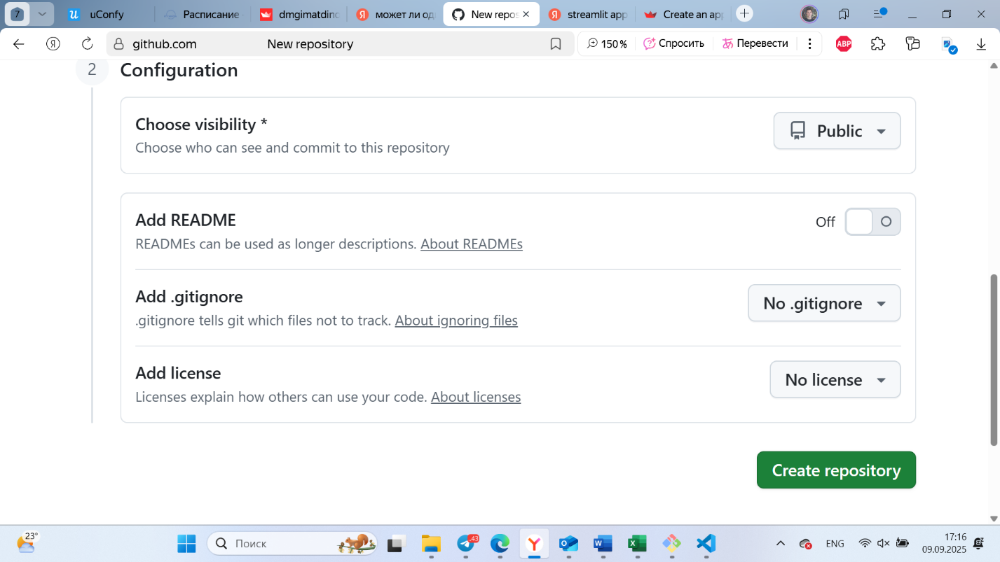 7
uConfy
Расписание
dmgimatdinc
может ли од
New repos
streamlit app
Create an app
github.com
New repository
150 %
Спросить
Перевести
ABP
2
Configuration
Choose visibility *
Public
Choose who can see and commit to this repository
Add README
Off
READMEs can be used as longer descriptions. About READMEs
Add .gitignore
No .gitignore
.gitignore tells git which files not to track. About ignoring files
Add license
No license
Licenses explain how others can use your code. About licenses
Create repository
23°
Поиск
43
ENG
17:16
09.09.2025